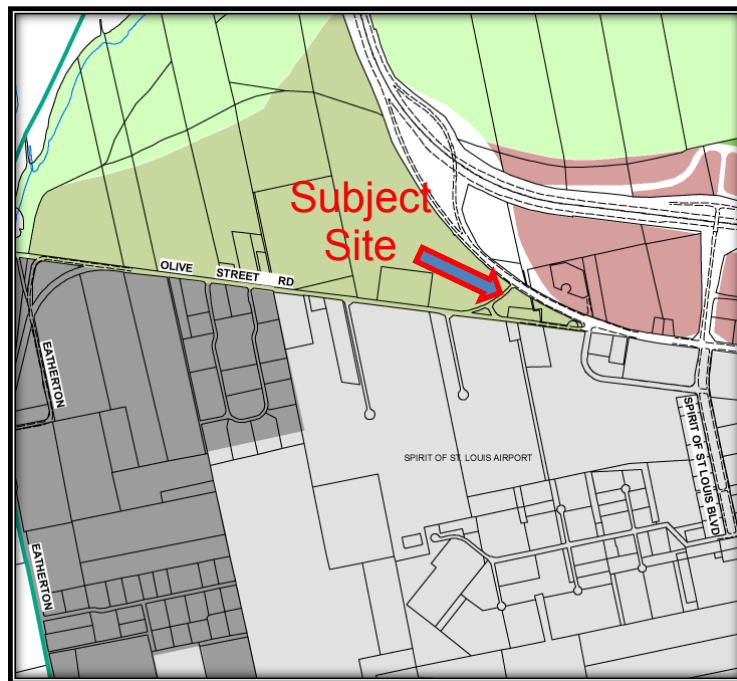 Subject
Site
OLIVE STREET RD
EATHERTON
SPIRIT OF ST LOUIS BLVD
SPIRIT OF ST. LOUIS AIRPORT
EATHERTON